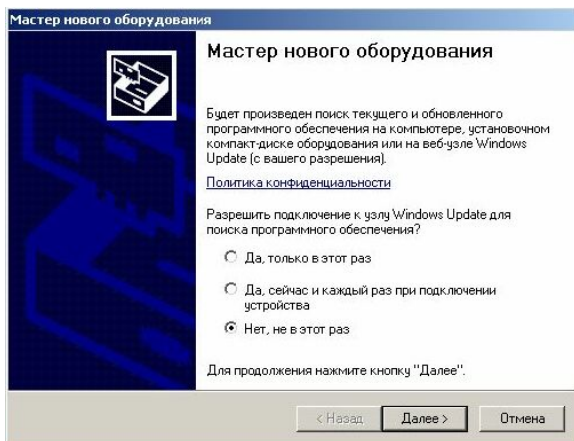 Мастер нового оборудования
Мастер нового оборудования
Будет произведен поиск текущего и обновленного
программного обеспечения на компьютере, установочном
компакт-диске оборудования или на веб-узле Windows
Update (с вашего разрешения).
Политика конфиденциальности
Разрешить подключение к узлу Windows Update для
поиска программного обеспечения?
Да, только в этот раз
Да, сейчас и каждый раз при подключении
устройства
Нет, не в этот раз
Для продолжения нажмите кнопку "Далее".
< Назад Далее > Отмена